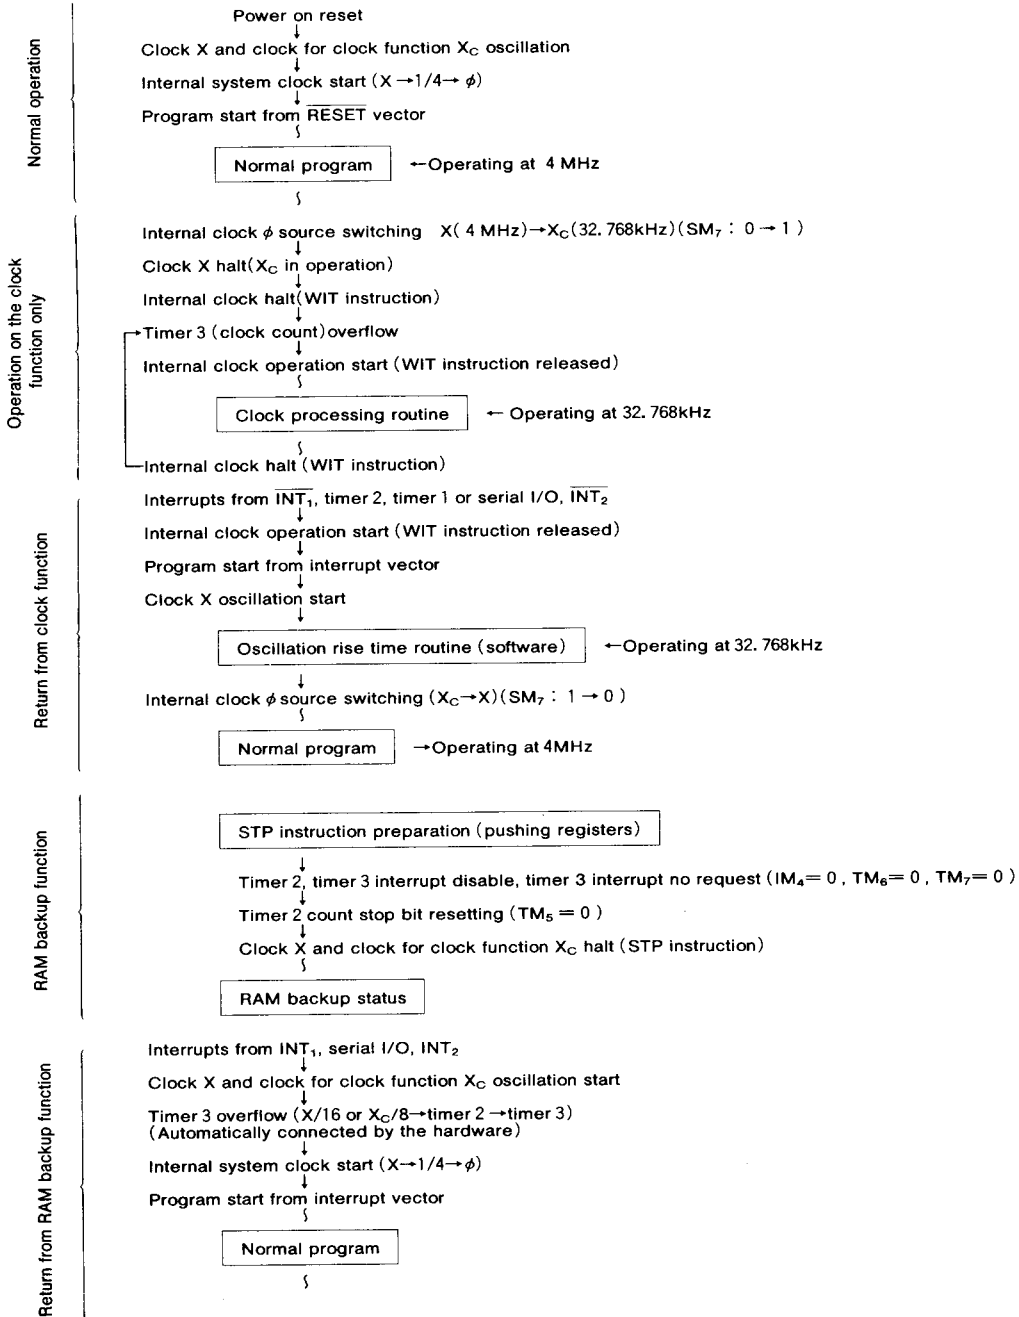 Normal operation
Power on reset
Clock X and clock for clock function X_C oscillation
Internal system clock start (X→1/4→ φ)
Program start from R̅E̅S̅E̅T̅ vector
Normal program ←Operating at 4 MHz
Operation on the clock
function only
Internal clock φ source switching X( 4 MHz)→X_C(32. 768kHz)(SM₇ : 0 → 1 )
Clock X halt(X_C in operation)
Internal clock halt(WIT instruction)
Timer 3 (clock count)overflow
Internal clock operation start (WIT instruction released)
Clock processing routine ← Operating at 32. 768kHz
Internal clock halt (WIT instruction)
Return from clock function
Interrupts from I̅N̅T̅₁, timer 2, timer 1 or serial I/O, I̅N̅T̅₂
Internal clock operation start (WIT instruction released)
Program start from interrupt vector
Clock X oscillation start
Oscillation rise time routine (software) ←Operating at 32. 768kHz
Internal clock φ source switching (X_C→X)(SM₇ : 1 → 0 )
Normal program →Operating at 4MHz
RAM backup function
STP instruction preparation (pushing registers)
Timer 2, timer 3 interrupt disable, timer 3 interrupt no request (IM₄= 0 , TM₆= 0, TM₇= 0 )
Timer 2 count stop bit resetting (TM₅ = 0 )
Clock X and clock for clock function X_C halt (STP instruction)
RAM backup status
Return from RAM backup function
Interrupts from INT₁, serial I/O, INT₂
Clock X and clock for clock function X_C oscillation start
Timer 3 overflow (X/16 or X_C/8→timer 2 →timer 3)
(Automatically connected by the hardware)
Internal system clock start (X→1/4→ φ)
Program start from interrupt vector
Normal program